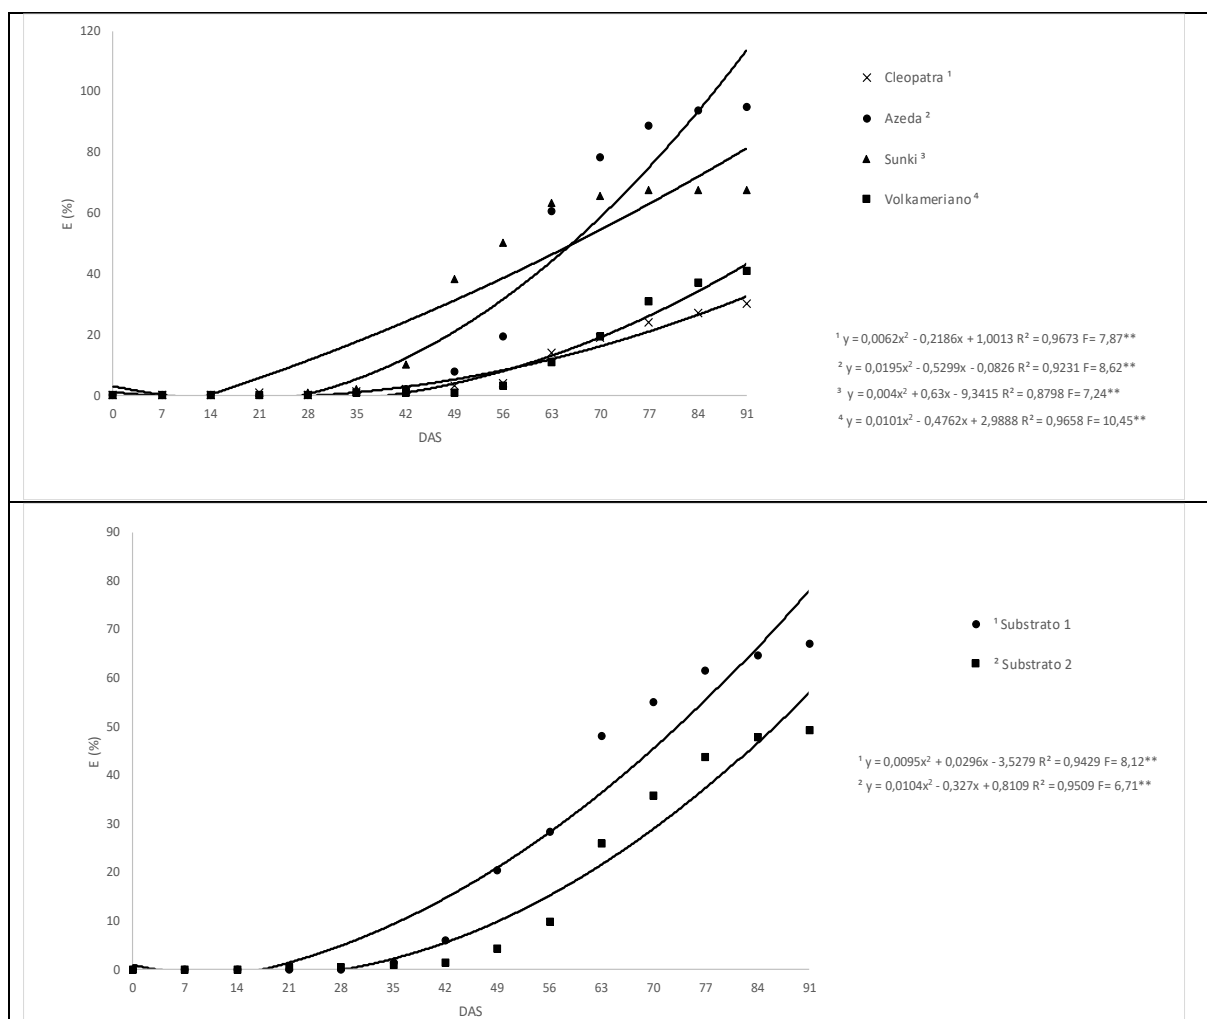 120
100
80
60
40
20
0
E (%)
0 7 14 21 28 35 42 49 56 63 70 77 84 91
DAS
Cleopatra ¹
Azeda ²
Sunki ³
Volkameriano ⁴
¹ y = 0,0062x² - 0,2186x + 1,0013 R² = 0,9673 F= 7,87**
² y = 0,0195x² - 0,5299x - 0,0826 R² = 0,9231 F= 8,62**
³ y = 0,004x² + 0,63x - 9,3415 R² = 0,8798 F= 7,24**
⁴ y = 0,0101x² - 0,4762x + 2,9888 R² = 0,9658 F= 10,45**
90
80
70
60
50
40
30
20
10
0
E (%)
0 7 14 21 28 35 42 49 56 63 70 77 84 91
DAS
¹ Substrato 1
² Substrato 2
¹ y = 0,0095x² + 0,0296x - 3,5279 R² = 0,9429 F= 8,12**
² y = 0,0104x² - 0,327x + 0,8109 R² = 0,9509 F= 6,71**